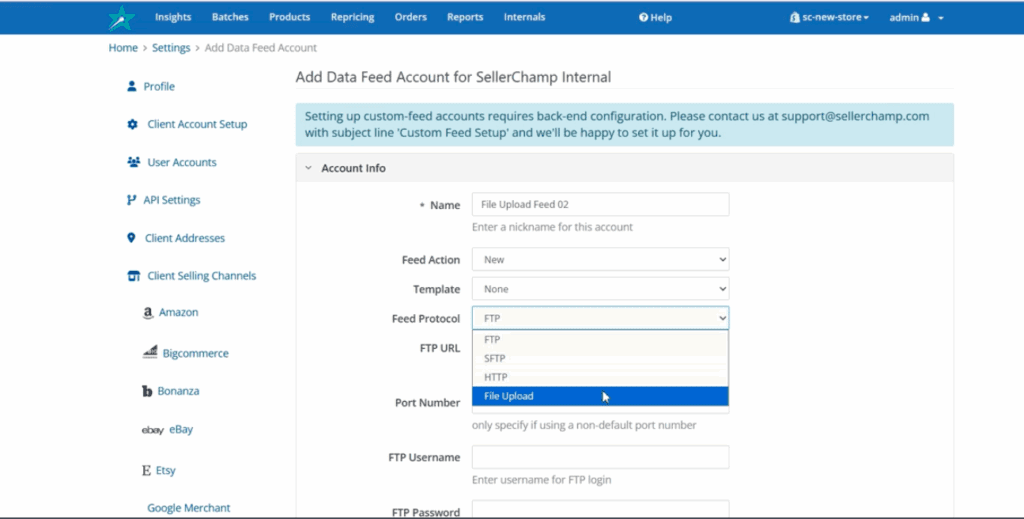 Insights Batches Products Repricing Orders Reports Internals Help sc-new-store admin
Home > Settings > Add Data Feed Account
Profile
Client Account Setup
User Accounts
API Settings
Client Addresses
Client Selling Channels
a Amazon
Bigcommerce
b Bonanza
ebay eBay
E Etsy
Google Merchant
Add Data Feed Account for SellerChamp Internal
Setting up custom-feed accounts requires back-end configuration. Please contact us at support@sellerchamp.com
with subject line 'Custom Feed Setup' and we'll be happy to set it up for you.
Account Info
* Name File Upload Feed 02
Enter a nickname for this account
Feed Action New
Template None
Feed Protocol FTP
FTP
SFTP
HTTP
File Upload
FTP URL
Port Number
only specify if using a non-default port number
FTP Username
Enter username for FTP login
FTP Password